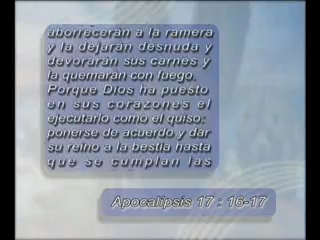 aborrecerán a la ramera
y la dejarán desnuda y
devorarán sus carnes y
la quemarán con fuego.
Porque Dios ha puesto
en sus corazones el
ejecutarlo como el quiso:
ponerse de acuerdo y dar
su reino a la bestia hasta
que se cumplan las
Apocalipsis 17 : 16-17